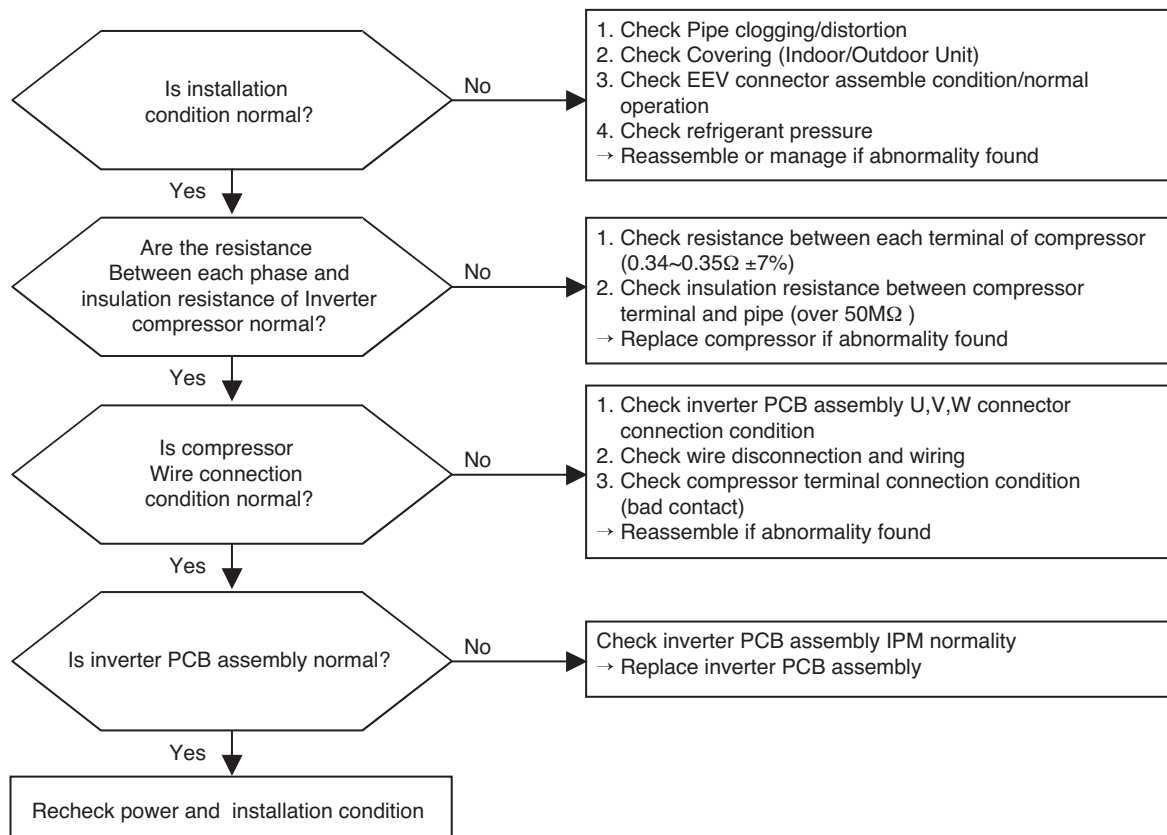 Is installation
condition normal?
No
1. Check Pipe clogging/distortion
2. Check Covering (Indoor/Outdoor Unit)
3. Check EEV connector assemble condition/normal
operation
4. Check refrigerant pressure
→ Reassemble or manage if abnormality found
Yes
Are the resistance
Between each phase and
insulation resistance of Inverter
compressor normal?
No
1. Check resistance between each terminal of compressor
(0.34~0.35Ω ±7%)
2. Check insulation resistance between compressor
terminal and pipe (over 50MΩ )
→ Replace compressor if abnormality found
Yes
Is compressor
Wire connection
condition normal?
No
1. Check inverter PCB assembly U,V,W connector
connection condition
2. Check wire disconnection and wiring
3. Check compressor terminal connection condition
(bad contact)
→ Reassemble if abnormality found
Yes
Is inverter PCB assembly normal?
No
Check inverter PCB assembly IPM normality
→ Replace inverter PCB assembly
Yes
Recheck power and installation condition